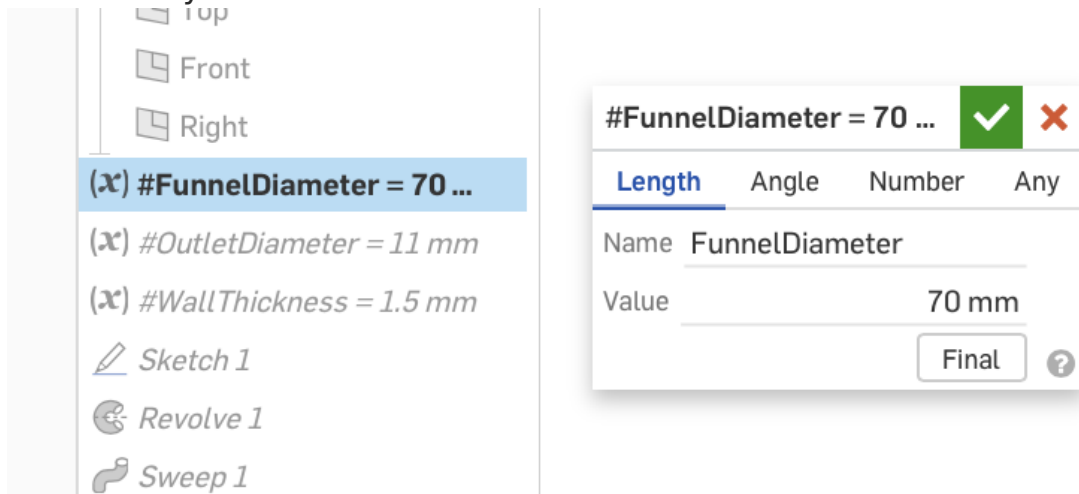 Top
Front
Right
(x) #FunnelDiameter = 70 ...
(x) #OutletDiameter = 11 mm
(x) #WallThickness = 1.5 mm
Sketch 1
Revolve 1
Sweep 1
#FunnelDiameter = 70 ...
Length Angle Number Any
Name FunnelDiameter
Value 70 mm
Final ?